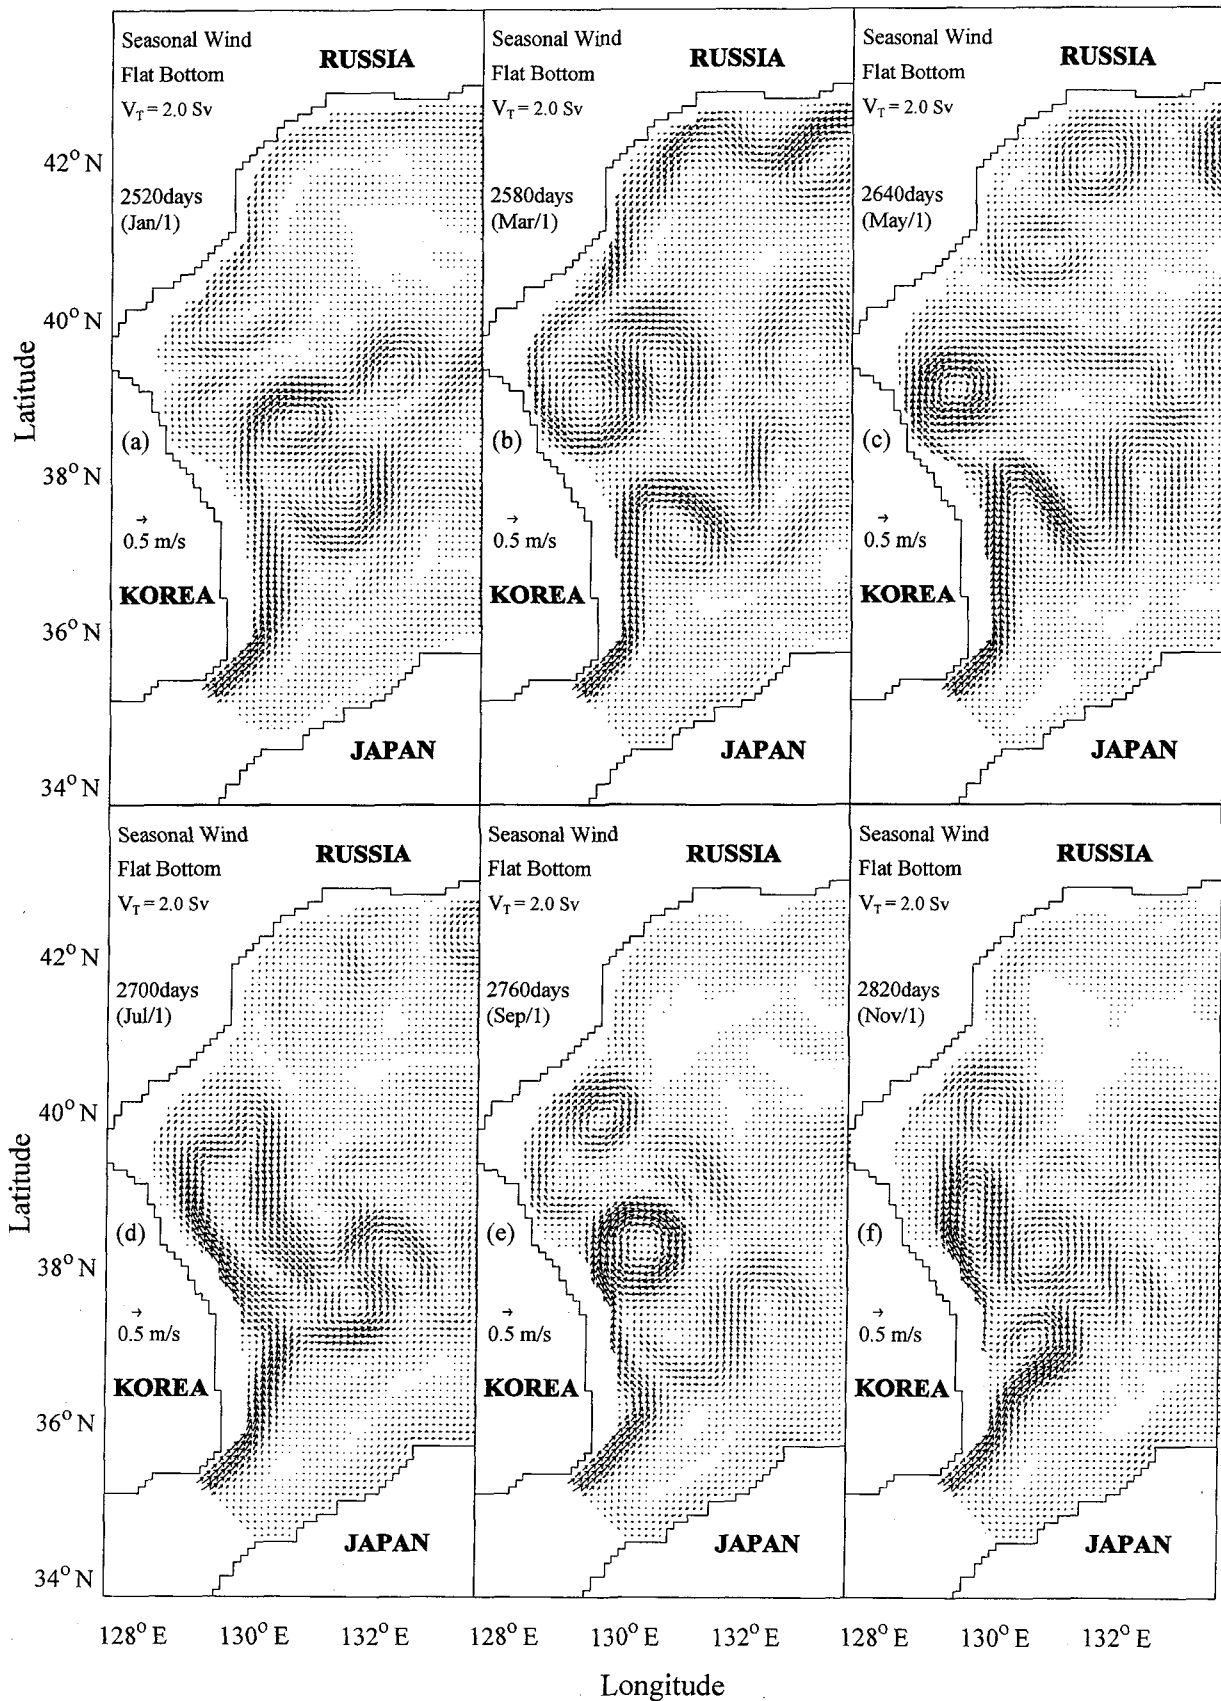 Seasonal Wind
Flat Bottom
V_T = 2.0 Sv
RUSSIA
2520days
(Jan/1)
(a)
→
0.5 m/s
KOREA
JAPAN
Seasonal Wind
Flat Bottom
V_T = 2.0 Sv
RUSSIA
2580days
(Mar/1)
(b)
→
0.5 m/s
KOREA
JAPAN
Seasonal Wind
Flat Bottom
V_T = 2.0 Sv
RUSSIA
2640days
(May/1)
(c)
→
0.5 m/s
KOREA
JAPAN
42° N
40° N
38° N
36° N
34° N
Latitude
Seasonal Wind
Flat Bottom
V_T = 2.0 Sv
RUSSIA
2700days
(Jul/1)
(d)
→
0.5 m/s
KOREA
JAPAN
Seasonal Wind
Flat Bottom
V_T = 2.0 Sv
RUSSIA
2760days
(Sep/1)
(e)
→
0.5 m/s
KOREA
JAPAN
Seasonal Wind
Flat Bottom
V_T = 2.0 Sv
RUSSIA
2820days
(Nov/1)
(f)
→
0.5 m/s
KOREA
JAPAN
42° N
40° N
38° N
36° N
34° N
Latitude
128° E 130° E 132° E 128° E 130° E 132° E 128° E 130° E 132° E
Longitude